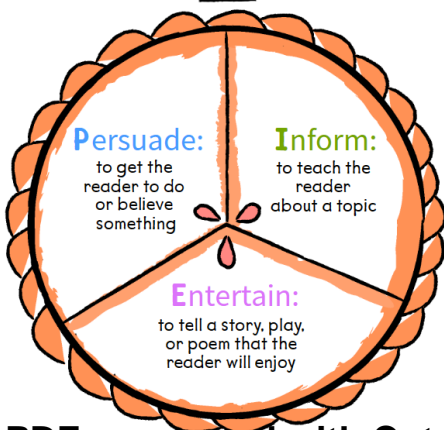 Persuade:
to get the
reader to do
or believe
something
Inform:
to teach the
reader
about a topic
Entertain:
to tell a story, play,
or poem that the
reader will enjoy